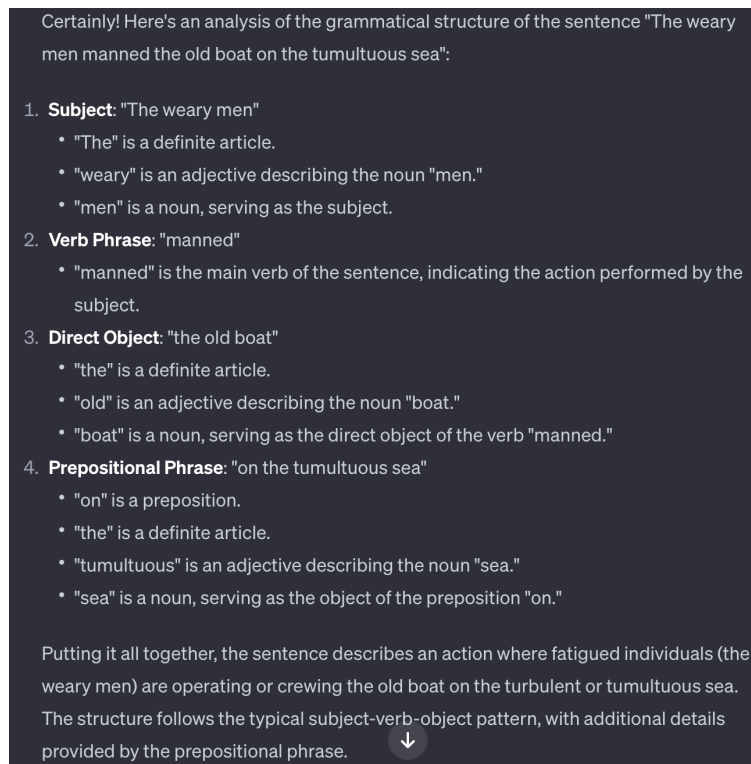 Certainly! Here's an analysis of the grammatical structure of the sentence "The weary
men manned the old boat on the tumultuous sea":
1. Subject: "The weary men"
• "The" is a definite article.
• "weary" is an adjective describing the noun "men."
• "men" is a noun, serving as the subject.
2. Verb Phrase: "manned"
• "manned" is the main verb of the sentence, indicating the action performed by the
subject.
3. Direct Object: "the old boat"
• "the" is a definite article.
• "old" is an adjective describing the noun "boat."
• "boat" is a noun, serving as the direct object of the verb "manned."
4. Prepositional Phrase: "on the tumultuous sea"
• "on" is a preposition.
• "the" is a definite article.
• "tumultuous" is an adjective describing the noun "sea."
• "sea" is a noun, serving as the object of the preposition "on."
Putting it all together, the sentence describes an action where fatigued individuals (the
weary men) are operating or crewing the old boat on the turbulent or tumultuous sea.
The structure follows the typical subject-verb-object pattern, with additional details
provided by the prepositional phrase.